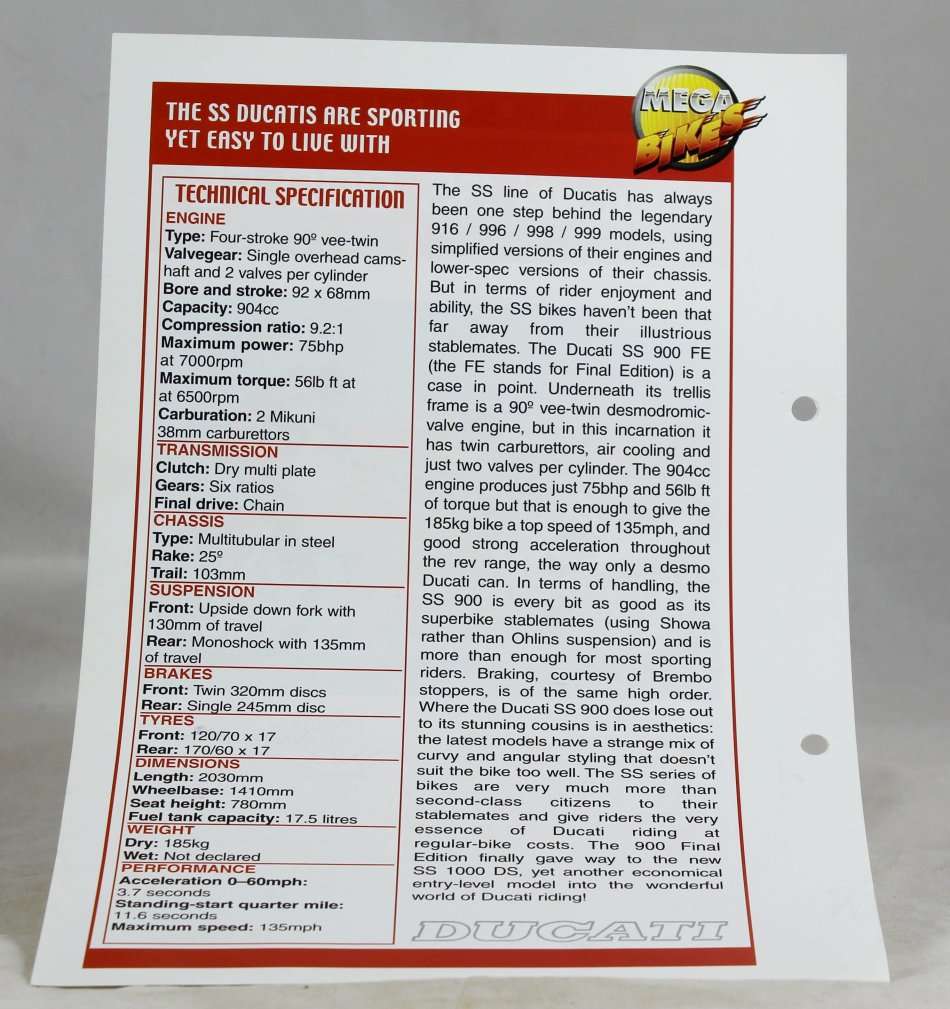 THE SS DUCATIS ARE SPORTING
YET EASY TO LIVE WITH
MEGA
BIKES
TECHNICAL SPECIFICATION
ENGINE
Type: Four-stroke 90º vee-twin
Valvegear: Single overhead cams-
haft and 2 valves per cylinder
Bore and stroke: 92 x 68mm
Capacity: 904cc
Compression ratio: 9.2:1
Maximum power: 75bhp
at 7000rpm
Maximum torque: 56lb ft at
at 6500rpm
Carburation: 2 Mikuni
38mm carburettors
TRANSMISSION
Clutch: Dry multi plate
Gears: Six ratios
Final drive: Chain
CHASSIS
Type: Multitubular in steel
Rake: 25º
Trail: 103mm
SUSPENSION
Front: Upside down fork with
130mm of travel
Rear: Monoshock with 135mm
of travel
BRAKES
Front: Twin 320mm discs
Rear: Single 245mm disc
TYRES
Front: 120/70 x 17
Rear: 170/60 x 17
DIMENSIONS
Length: 2030mm
Wheelbase: 1410mm
Seat height: 780mm
Fuel tank capacity: 17.5 litres
WEIGHT
Dry: 185kg
Wet: Not declared
PERFORMANCE
Acceleration 0–60mph:
3.7 seconds
Standing-start quarter mile:
11.6 seconds
Maximum speed: 135mph
The SS line of Ducatis has always
been one step behind the legendary
916 / 996 / 998 / 999 models, using
simplified versions of their engines and
lower-spec versions of their chassis.
But in terms of rider enjoyment and
ability, the SS bikes haven't been that
far away from their illustrious
stablemates. The Ducati SS 900 FE
(the FE stands for Final Edition) is a
case in point. Underneath its trellis
frame is a 90º vee-twin desmodromic-
valve engine, but in this incarnation it
has twin carburettors, air cooling and
just two valves per cylinder. The 904cc
engine produces just 75bhp and 56lb ft
of torque but that is enough to give the
185kg bike a top speed of 135mph, and
good strong acceleration throughout
the rev range, the way only a desmo
Ducati can. In terms of handling, the
SS 900 is every bit as good as its
superbike stablemates (using Showa
rather than Ohlins suspension) and is
more than enough for most sporting
riders. Braking, courtesy of Brembo
stoppers, is of the same high order.
Where the Ducati SS 900 does lose out
to its stunning cousins is in aesthetics:
the latest models have a strange mix of
curvy and angular styling that doesn't
suit the bike too well. The SS series of
bikes are very much more than
second-class citizens to their
stablemates and give riders the very
essence of Ducati riding at
regular-bike costs. The 900 Final
Edition finally gave way to the new
SS 1000 DS, yet another economical
entry-level model into the wonderful
world of Ducati riding!
DUCATI